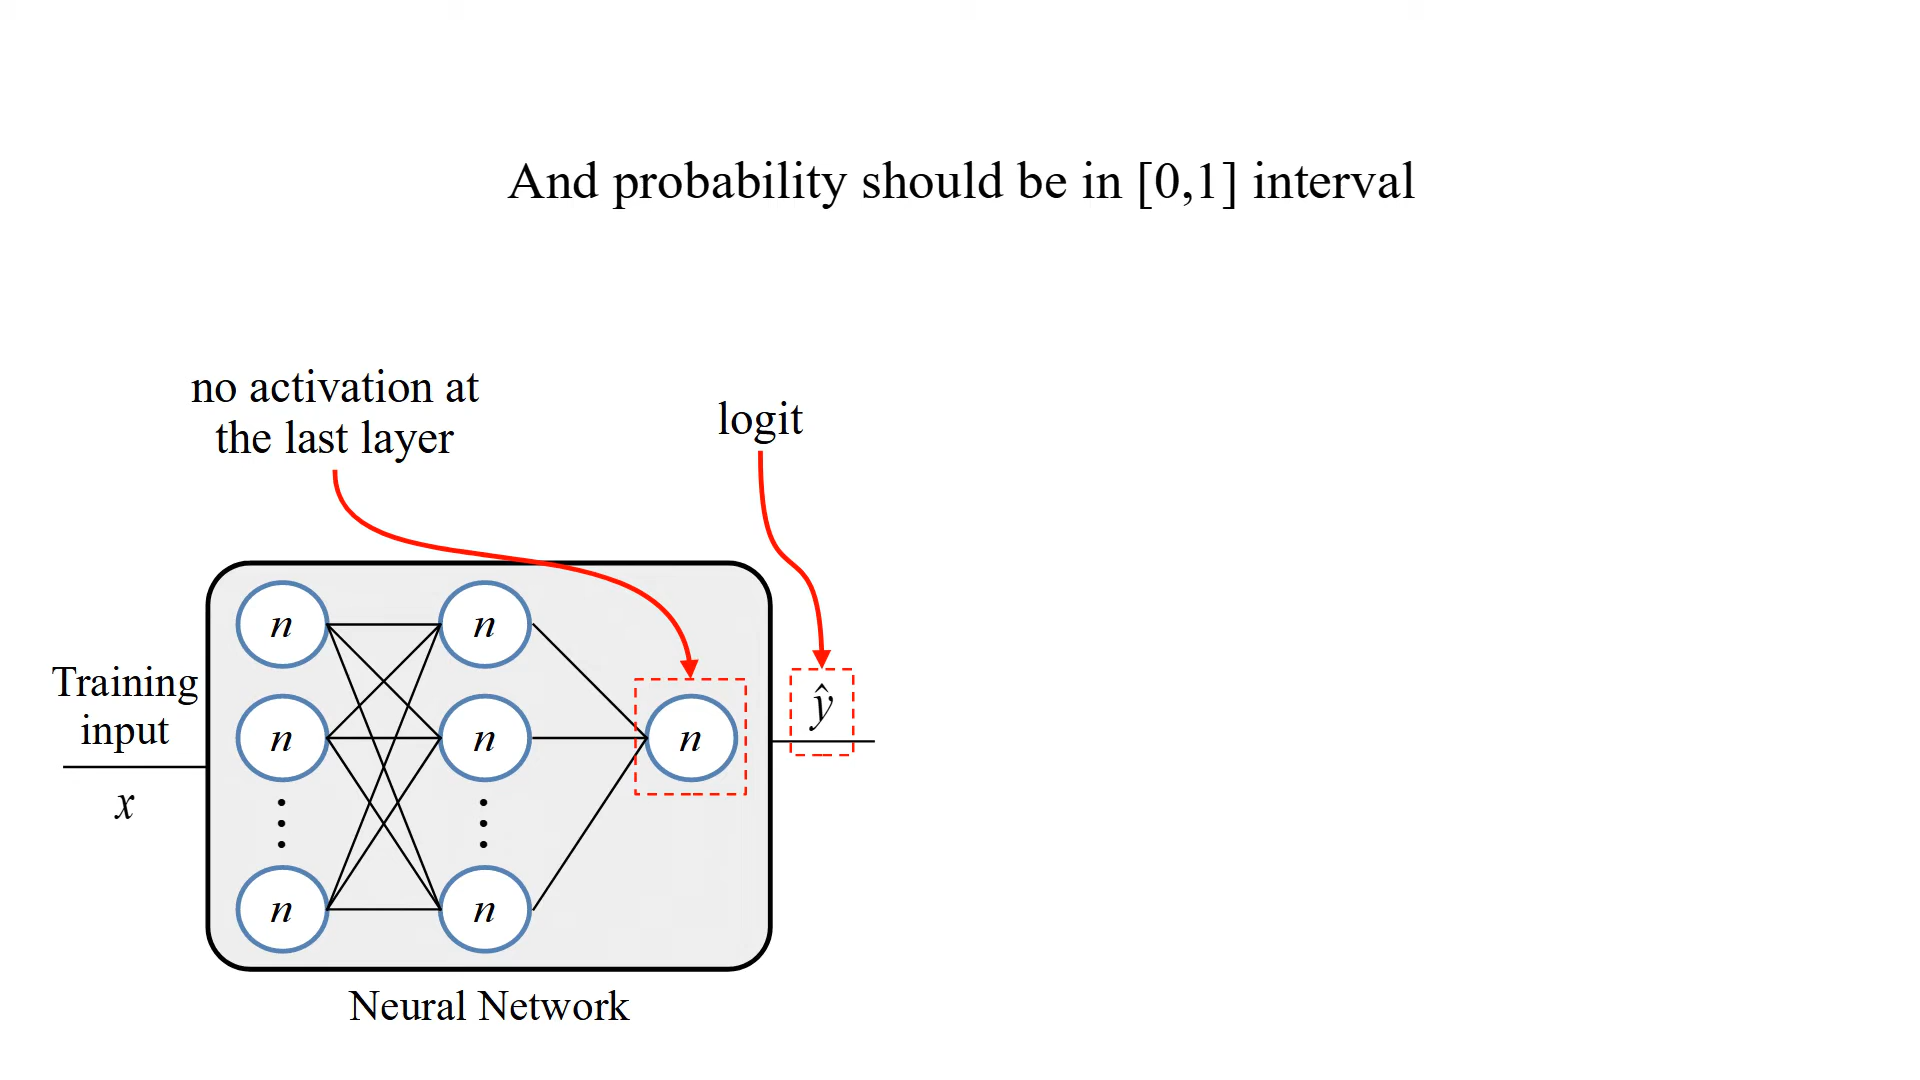 And probability should be in [0,1] interval
no activation at
the last layer
logit
n
n
Training
input
x
n
n
n
ŷ
n
n
Neural Network